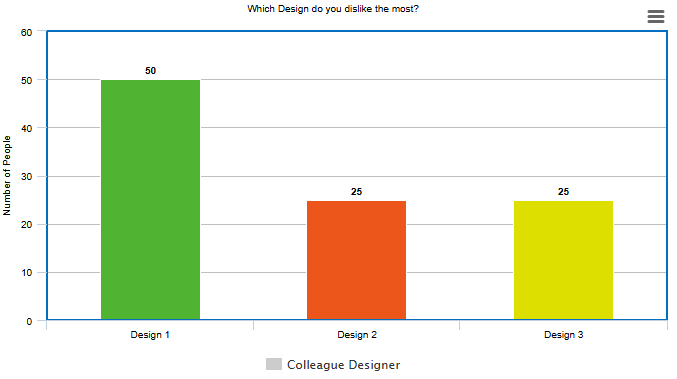 Which Design do you dislike the most?
60
50
50
40
Number of People
30
25
25
20
10
0
Design 1
Design 2
Design 3
Colleague Designer